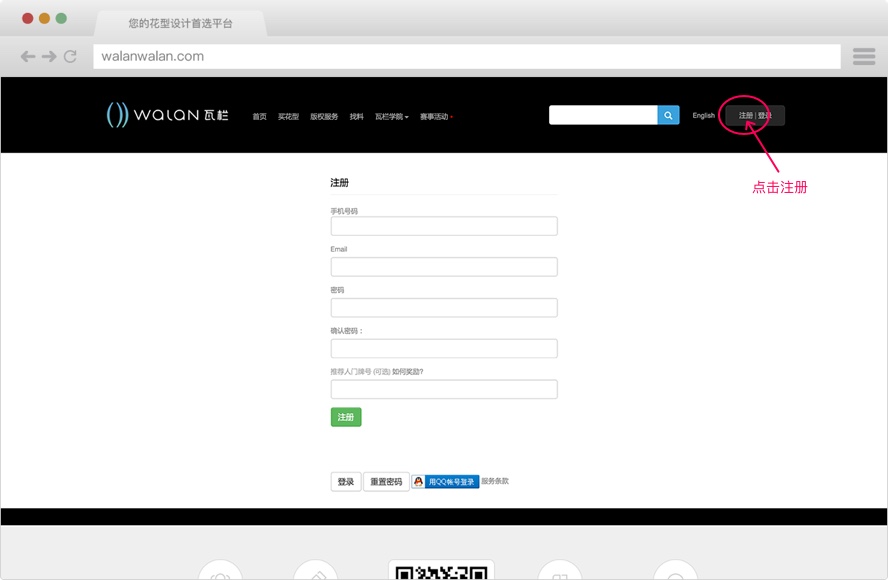 您的花型设计首选平台
walanwalan.com
walan 瓦栏
首页 买花型 版权服务 找料 瓦栏学院 赛事活动
English
注册 | 登录
点击注册
注册
手机号码
Email
密码
确认密码：
推荐人门牌号 (可选) 如何奖励?
注册
登录 重置密码 用QQ帐号登录 服务条款